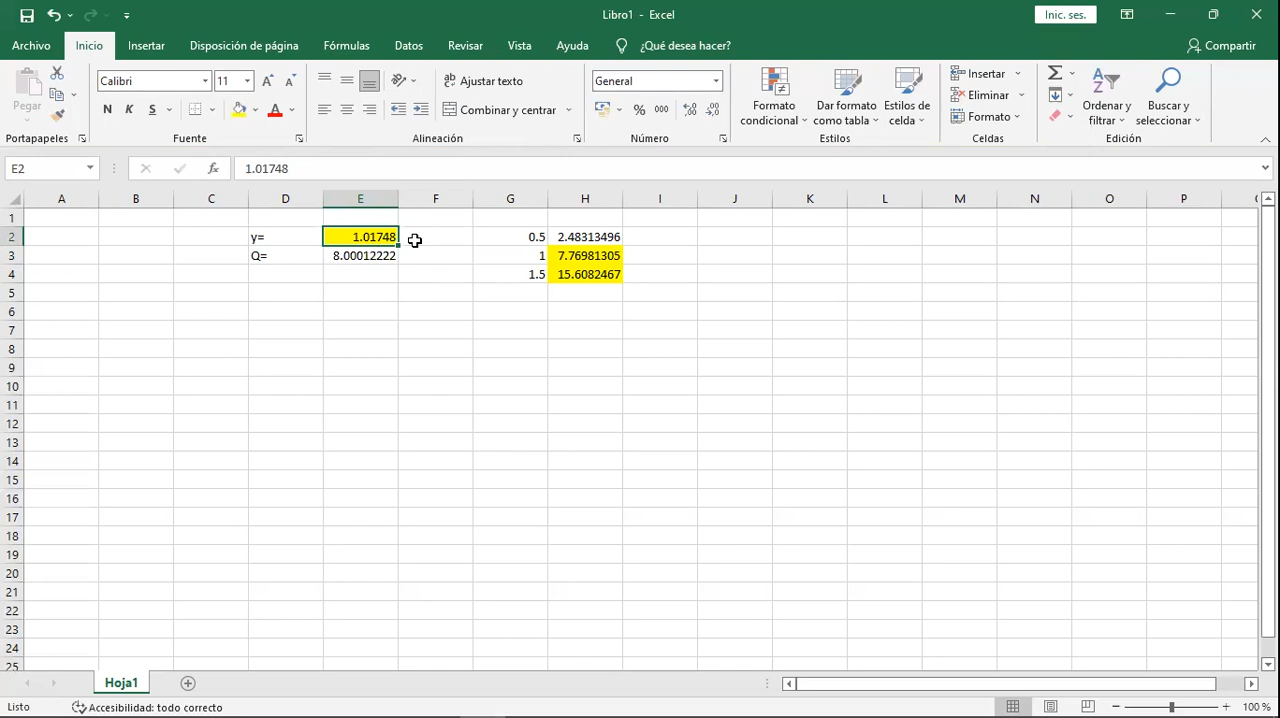 Libro1 - Excel
Inic. ses.
Archivo Inicio Insertar Disposición de página Fórmulas Datos Revisar Vista Ayuda ¿Qué desea hacer? Compartir
Pegar
Calibri 11
N K S A
Ajustar texto
Combinar y centrar
General
% 000
Formato condicional
Dar formato como tabla
Estilos de celda
Insertar
Eliminar
Formato
Ordenar y filtrar
Buscar y seleccionar
Portapapeles Fuente Alineación Número Estilos Celdas Edición
E2 fx 1.01748
A B C D E F G H I J K L M N O P
1
2 y= 1.01748 0.5 2.48313496
3 Q= 8.00012222 1 7.76981305
4 1.5 15.6082467
5
6
7
8
9
10
11
12
13
14
15
16
17
18
19
20
21
22
23
24
25
Hoja1
Listo Accesibilidad: todo correcto 100 %